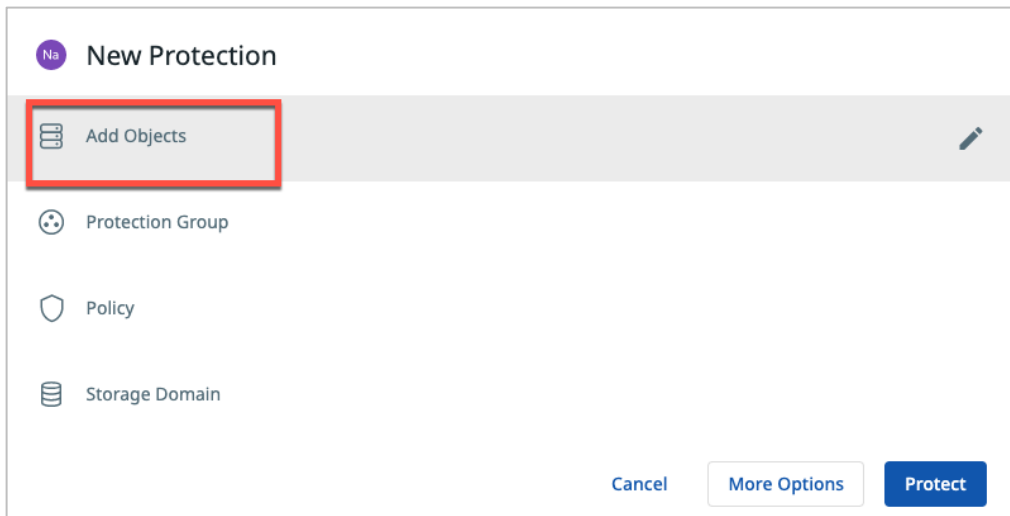 Na New Protection
Add Objects
Protection Group
Policy
Storage Domain
Cancel More Options Protect